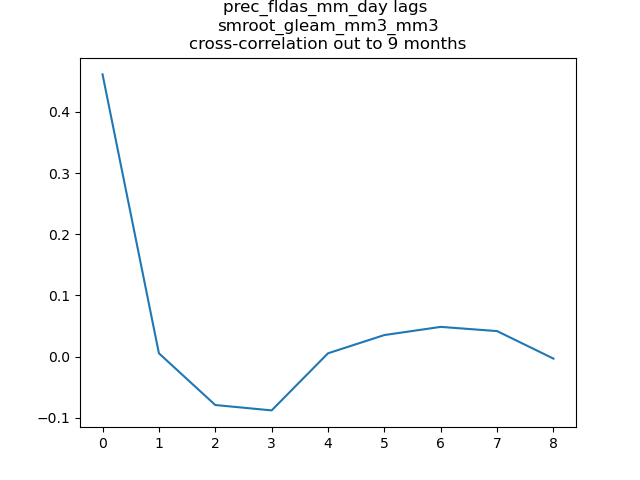 prec_fldas_mm_day lags
smroot_gleam_mm3_mm3
cross-correlation out to 9 months
0.4
0.3
0.2
0.1
0.0
−0.1
0 1 2 3 4 5 6 7 8